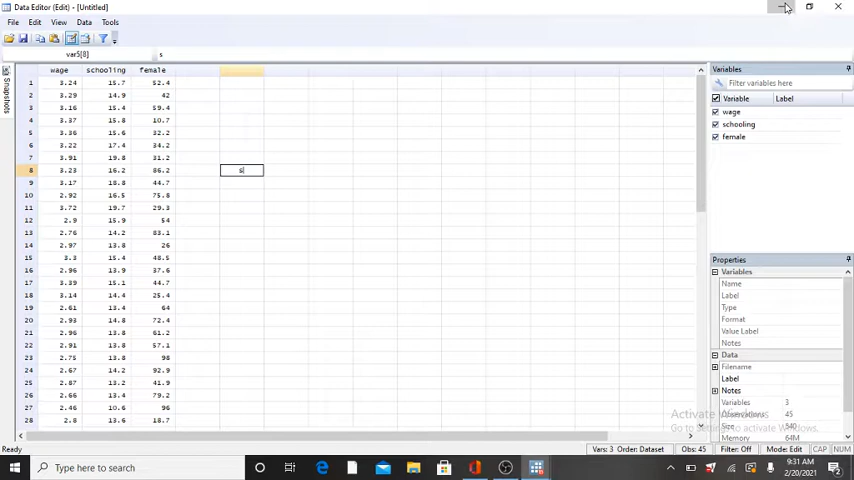 Data Editor (Edit) - [Untitled]
File Edit View Data Tools
var5[8] s
Snapshots
wage schooling female
1 3.24 15.7 52.4
2 3.29 14.9 42
3 3.16 15.4 59.4
4 3.37 15.8 10.7
5 3.36 15.6 32.2
6 3.22 17.4 34.2
7 3.91 19.8 31.2
8 3.23 16.2 86.2 s
9 3.17 18.8 44.7
10 2.92 16.5 75.8
11 3.72 19.7 29.3
12 2.9 15.9 54
13 2.76 14.2 83.1
14 2.97 13.8 26
15 3.3 15.4 48.5
16 2.96 13.9 37.6
17 3.39 15.1 44.7
18 3.14 14.4 25.4
19 2.61 13.4 64
20 2.93 14.8 72.4
21 2.96 13.8 61.2
22 2.91 13.8 57.1
23 2.75 13.8 98
24 2.67 14.2 92.9
25 2.87 13.2 41.9
26 2.66 13.4 79.2
27 2.46 10.6 96
28 2.8 13.6 18.7
Variables
Filter variables here
Variable Label
wage
schooling
female
Properties
Variables
Name
Label
Type
Format
Value Label
Notes
Data
Filename
Label
Notes
Variables 3
Observations 45
Size 540
Memory 64M
Activate Windows
Go to Settings to activate Windows.
Ready Vars: 3 Order: Dataset Obs: 45 Filter: Off Mode: Edit CAP NUM
Type here to search
9:31 AM
2/20/2021
2